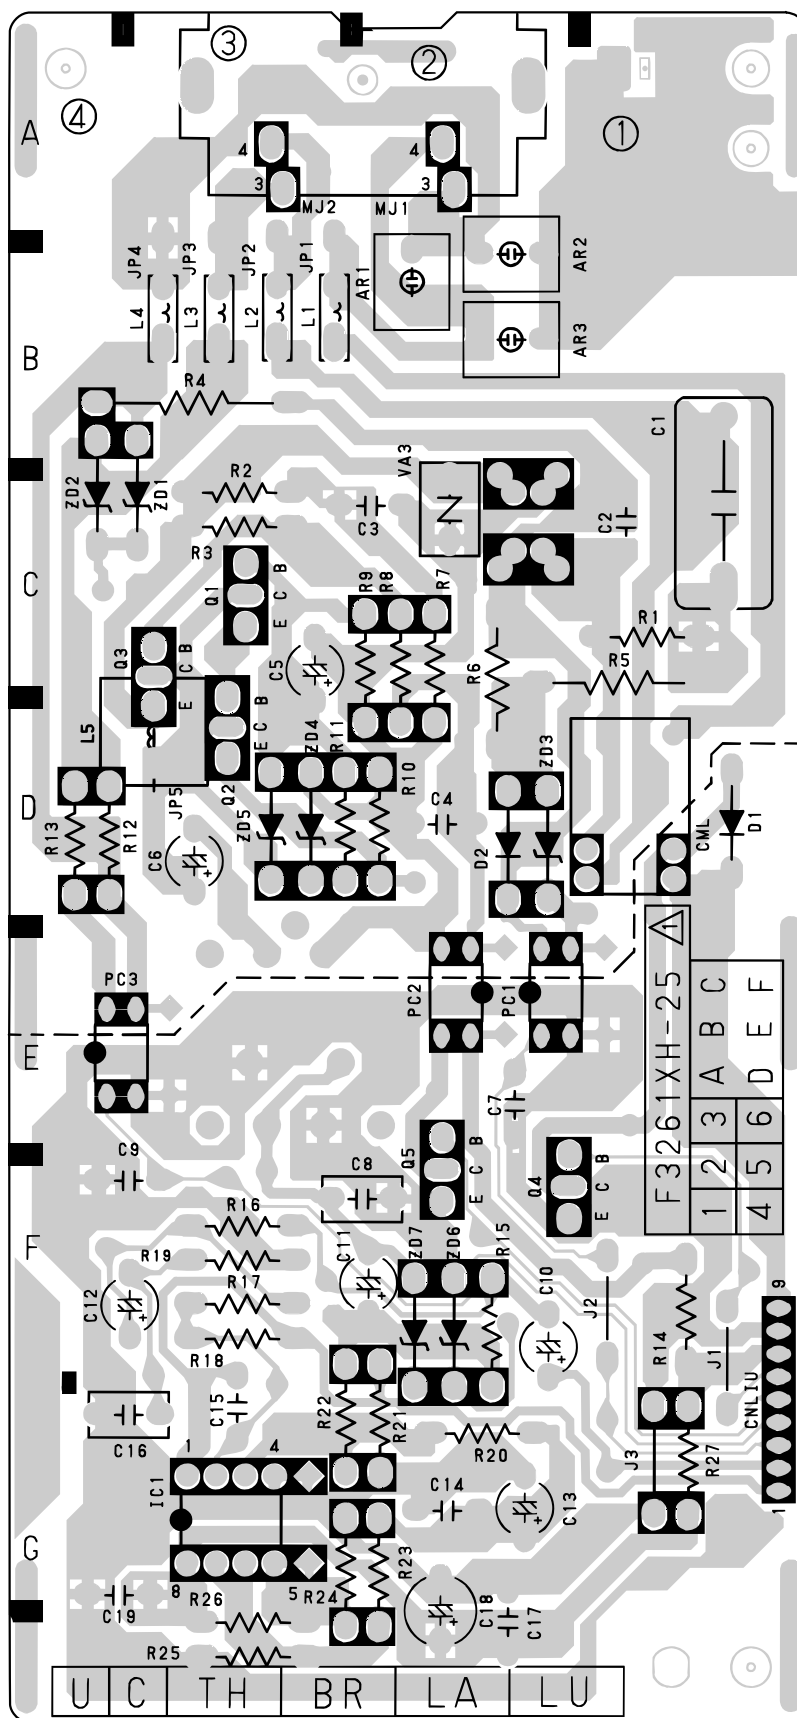 ③
②
④
①
A
4
4
3
3
MJ2
MJ1
JP4
JP3
JP2
JP1
AR1
AR2
L4
L3
L2
L1
AR3
B
R4
C1
VA3
ZD2
ZD1
R2
C3
C2
R3
C
Q1
B
C
E
R9
R8
R7
R1
Q3
B
C
E
C5
R6
R5
L5
B
C
E
ZD4
R11
ZD3
D
JP5
Q2
R10
R13
R12
C6
ZD5
C4
D2
CML
D1
PC3
PC2
PC1
E
F3261XH-25
1
A B C
D E F
1 2 3
4 5 6
C7
C9
C8
Q5
B
C
E
Q4
B
C
E
R16
F
R19
C11
ZD7
ZD6
R15
C10
R17
C12
J2
9
R14
J1
R18
C15
R22
R21
CNLIU
C16
1
4
R20
J3
R27
IC1
C14
C13
1
G
8
5
R24
R23
C19
R26
C18
C17
R25
U
C
TH
BR
LA
LU